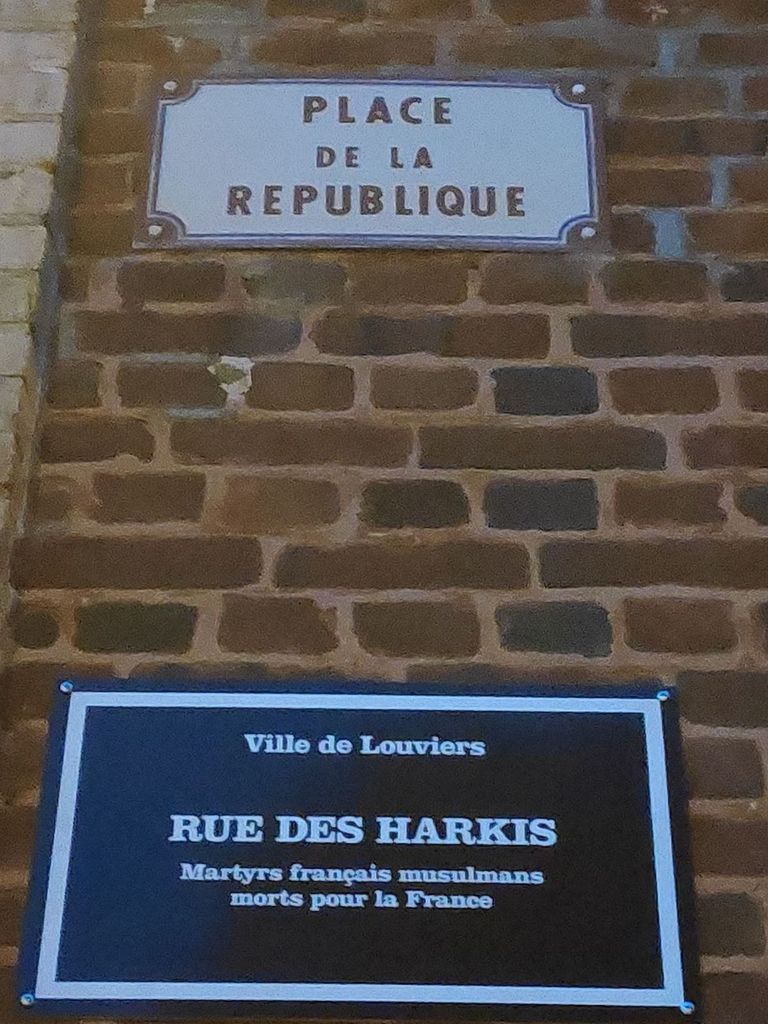 PLACE
DE LA
REPUBLIQUE
Ville de Louviers
RUE DES HARKIS
Martyrs français musulmans
morts pour la France